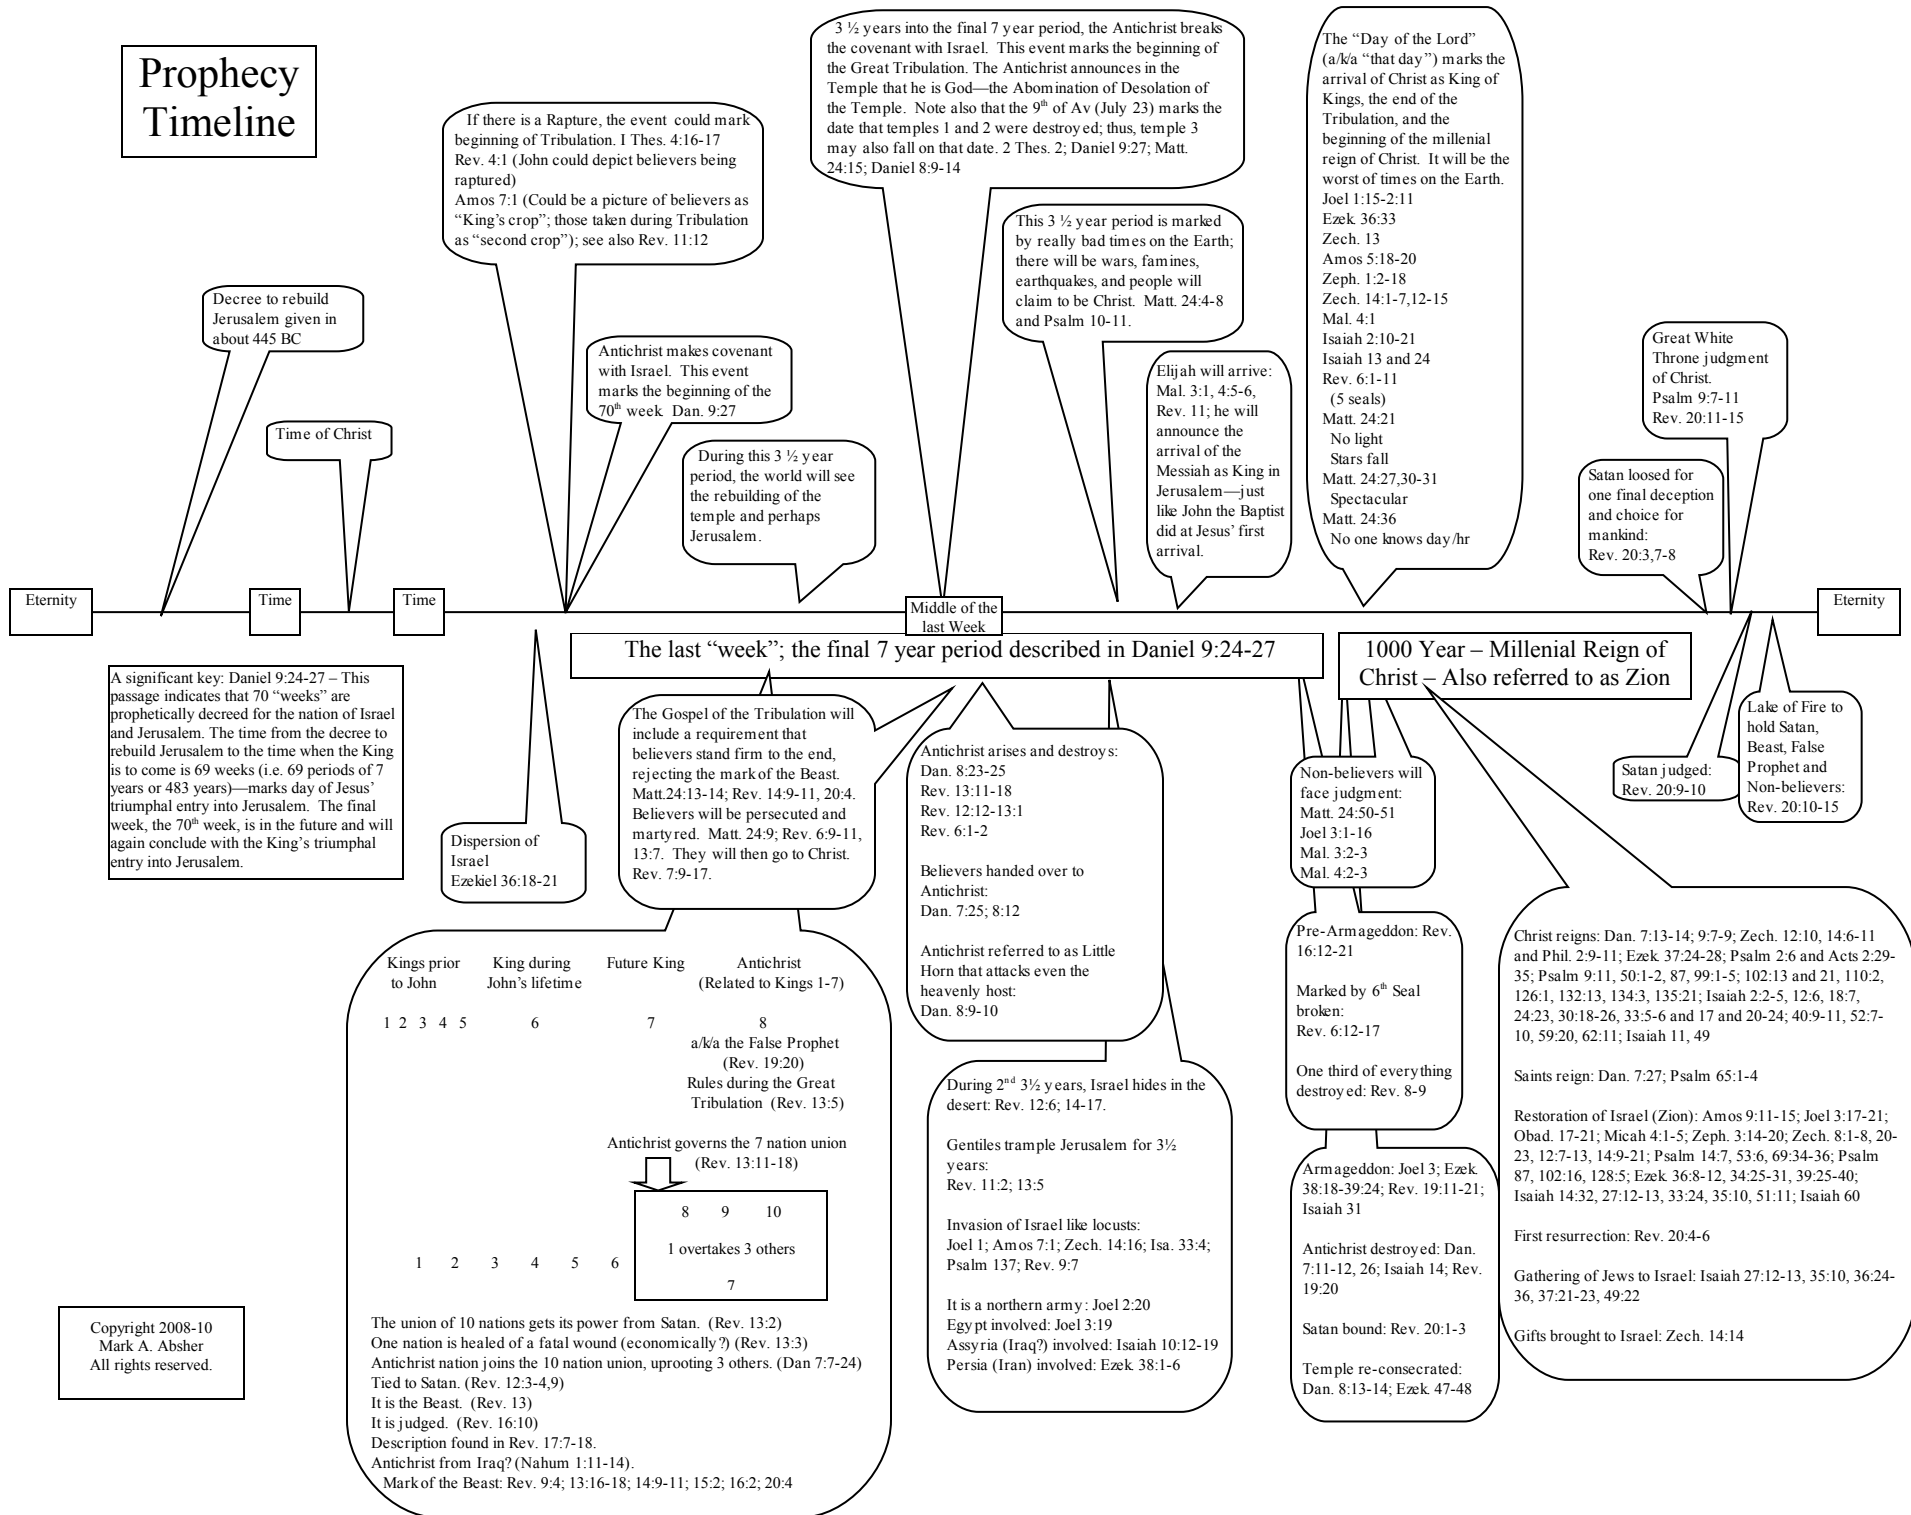 Prophecy
Timeline
If there is a Rapture, the event could mark
beginning of Tribulation. I Thes. 4:16-17
Rev. 4:1 (John could depict believers being
raptured)
Amos 7:1 (Could be a picture of believers as
“King’s crop”; those taken during Tribulation
as “second crop”); see also Rev. 11:12
3 ½ years into the final 7 year period, the Antichrist breaks
the covenant with Israel. This event marks the beginning of
the Great Tribulation. The Antichrist announces in the
Temple that he is God—the Abomination of Desolation of
the Temple. Note also that the 9th of Av (July 23) marks the
date that temples 1 and 2 were destroyed; thus, temple 3
may also fall on that date. 2 Thes. 2; Daniel 9:27; Matt.
24:15; Daniel 8:9-14
The “Day of the Lord”
(a/k/a “that day”) marks the
arrival of Christ as King of
Kings, the end of the
Tribulation, and the
beginning of the millenial
reign of Christ. It will be the
worst of times on the Earth.
Joel 1:15-2:11
Ezek. 36:33
Zech. 13
Amos 5:18-20
Zeph. 1:2-18
Zech. 14:1-7,12-15
Mal. 4:1
Isaiah 2:10-21
Isaiah 13 and 24
Rev. 6:1-11
(5 seals)
Matt. 24:21
No light
Stars fall
Matt. 24:27,30-31
Spectacular
Matt. 24:36
No one knows day/hr
This 3 ½ year period is marked
by really bad times on the Earth;
there will be wars, famines,
earthquakes, and people will
claim to be Christ. Matt. 24:4-8
and Psalm 10-11.
Decree to rebuild
Jerusalem given in
about 445 BC
Time of Christ
Antichrist makes covenant
with Israel. This event
marks the beginning of the
70th week. Dan. 9:27
During this 3 ½ year
period, the world will see
the rebuilding of the
temple and perhaps
Jerusalem.
Elijah will arrive:
Mal. 3:1, 4:5-6,
Rev. 11; he will
announce the
arrival of the
Messiah as King in
Jerusalem—just
like John the Baptist
did at Jesus’ first
arrival.
Great White
Throne judgment
of Christ.
Psalm 9:7-11
Rev. 20:11-15
Satan loosed for
one final deception
and choice for
mankind:
Rev. 20:3,7-8
Eternity
Time
Time
Middle of the
last Week
Eternity
The last “week”; the final 7 year period described in Daniel 9:24-27
1000 Year – Millenial Reign of
Christ – Also referred to as Zion
A significant key: Daniel 9:24-27 – This
passage indicates that 70 “weeks” are
prophetically decreed for the nation of Israel
and Jerusalem. The time from the decree to
rebuild Jerusalem to the time when the King
is to come is 69 weeks (i.e. 69 periods of 7
years or 483 years)—marks day of Jesus’
triumphal entry into Jerusalem. The final
week, the 70th week, is in the future and will
again conclude with the King’s triumphal
entry into Jerusalem.
Dispersion of
Israel
Ezekiel 36:18-21
The Gospel of the Tribulation will
include a requirement that
believers stand firm to the end,
rejecting the mark of the Beast.
Matt.24:13-14; Rev. 14:9-11, 20:4.
Believers will be persecuted and
martyred. Matt. 24:9; Rev. 6:9-11,
13:7. They will then go to Christ.
Rev. 7:9-17.
Antichrist arises and destroys:
Dan. 8:23-25
Rev. 13:11-18
Rev. 12:12-13:1
Rev. 6:1-2
Believers handed over to
Antichrist:
Dan. 7:25; 8:12
Antichrist referred to as Little
Horn that attacks even the
heavenly host:
Dan. 8:9-10
Non-believers will
face judgment:
Matt. 24:50-51
Joel 3:1-16
Mal. 3:2-3
Mal. 4:2-3
Satan judged:
Rev. 20:9-10
Lake of Fire to
hold Satan,
Beast, False
Prophet and
Non-believers:
Rev. 20:10-15
Kings prior
to John
King during
John’s lifetime
Future King
Antichrist
(Related to Kings 1-7)
1 2 3 4 5 6 7 8
a/k/a the False Prophet
(Rev. 19:20)
Rules during the Great
Tribulation (Rev. 13:5)
Antichrist governs the 7 nation union
(Rev. 13:11-18)
8 9 10
1 overtakes 3 others
1 2 3 4 5 6
7
The union of 10 nations gets its power from Satan. (Rev. 13:2)
One nation is healed of a fatal wound (economically?) (Rev. 13:3)
Antichrist nation joins the 10 nation union, uprooting 3 others. (Dan 7:7-24)
Tied to Satan. (Rev. 12:3-4,9)
It is the Beast. (Rev. 13)
It is judged. (Rev. 16:10)
Description found in Rev. 17:7-18.
Antichrist from Iraq? (Nahum 1:11-14).
Mark of the Beast: Rev. 9:4; 13:16-18; 14:9-11; 15:2; 16:2; 20:4
During 2nd 3½ years, Israel hides in the
desert: Rev. 12:6; 14-17.
Gentiles trample Jerusalem for 3½
years:
Rev. 11:2; 13:5
Invasion of Israel like locusts:
Joel 1; Amos 7:1; Zech. 14:16; Isa. 33:4;
Psalm 137; Rev. 9:7
It is a northern army: Joel 2:20
Egypt involved: Joel 3:19
Assyria (Iraq?) involved: Isaiah 10:12-19
Persia (Iran) involved: Ezek. 38:1-6
Pre-Armageddon: Rev.
16:12-21
Marked by 6th Seal
broken:
Rev. 6:12-17
One third of everything
destroyed: Rev. 8-9
Armageddon: Joel 3; Ezek.
38:18-39:24; Rev. 19:11-21;
Isaiah 31
Antichrist destroyed: Dan.
7:11-12, 26; Isaiah 14; Rev.
19:20
Satan bound: Rev. 20:1-3
Temple re-consecrated:
Dan. 8:13-14; Ezek. 47-48
Christ reigns: Dan. 7:13-14; 9:7-9; Zech. 12:10, 14:6-11
and Phil. 2:9-11; Ezek. 37:24-28; Psalm 2:6 and Acts 2:29-
35; Psalm 9:11, 50:1-2, 87, 99:1-5; 102:13 and 21, 110:2,
126:1, 132:13, 134:3, 135:21; Isaiah 2:2-5, 12:6, 18:7,
24:23, 30:18-26, 33:5-6 and 17 and 20-24; 40:9-11, 52:7-
10, 59:20, 62:11; Isaiah 11, 49
Saints reign: Dan. 7:27; Psalm 65:1-4
Restoration of Israel (Zion): Amos 9:11-15; Joel 3:17-21;
Obad. 17-21; Micah 4:1-5; Zeph. 3:14-20; Zech. 8:1-8, 20-
23, 12:7-13, 14:9-21; Psalm 14:7, 53:6, 69:34-36; Psalm
87, 102:16, 128:5; Ezek. 36:8-12, 34:25-31, 39:25-40;
Isaiah 14:32, 27:12-13, 33:24, 35:10, 51:11; Isaiah 60
First resurrection: Rev. 20:4-6
Gathering of Jews to Israel: Isaiah 27:12-13, 35:10, 36:24-
36, 37:21-23, 49:22
Gifts brought to Israel: Zech. 14:14
Copyright 2008-10
Mark A. Absher
All rights reserved.